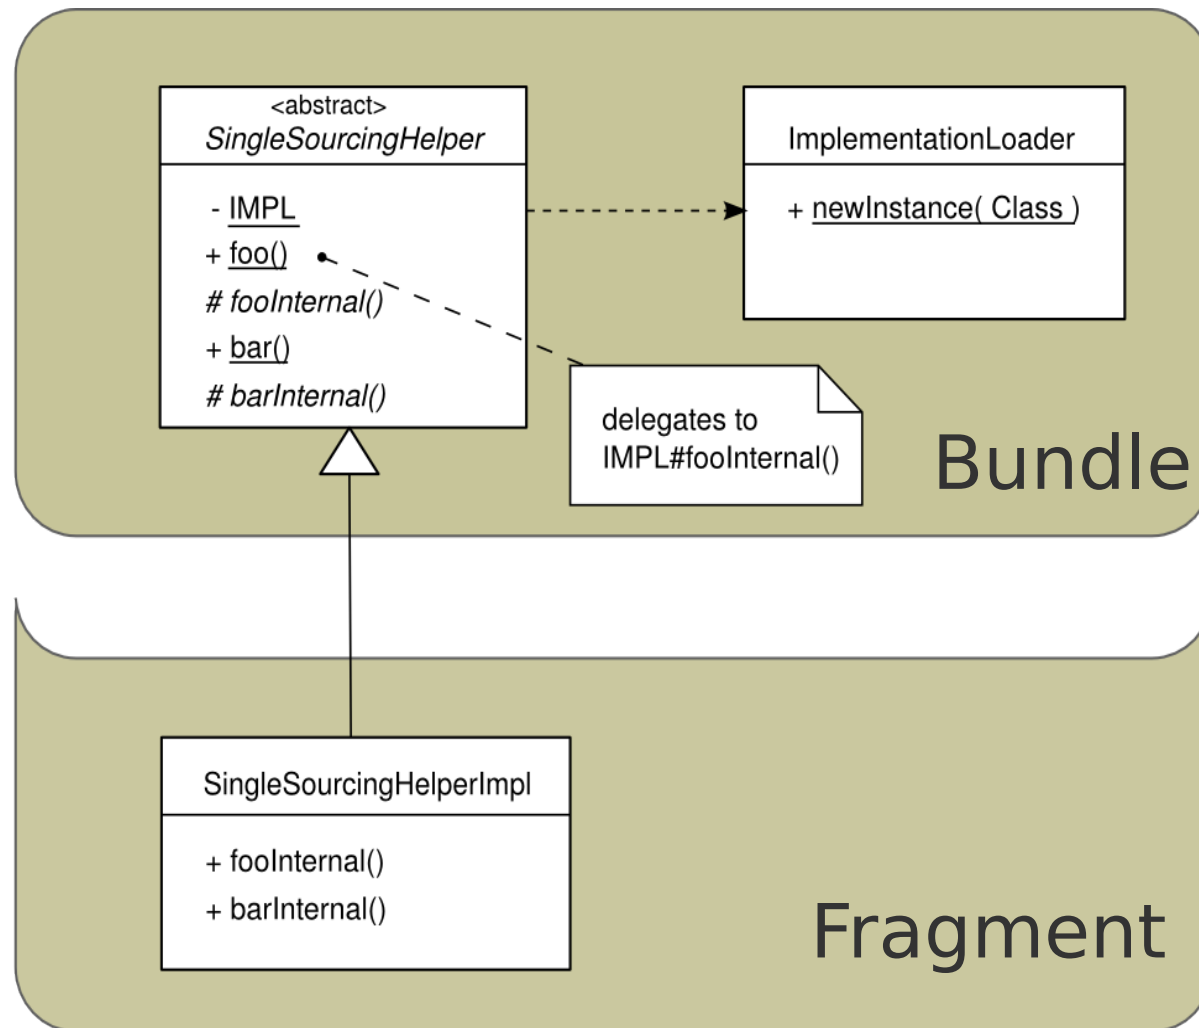 <abstract>
SingleSourcingHelper
- IMPL
+ foo()
# fooInternal()
+ bar()
# barInternal()
ImplementationLoader
+ newInstance( Class )
delegates to
IMPL#fooInternal()
Bundle
SingleSourcingHelperImpl
+ fooInternal()
+ barInternal()
Fragment